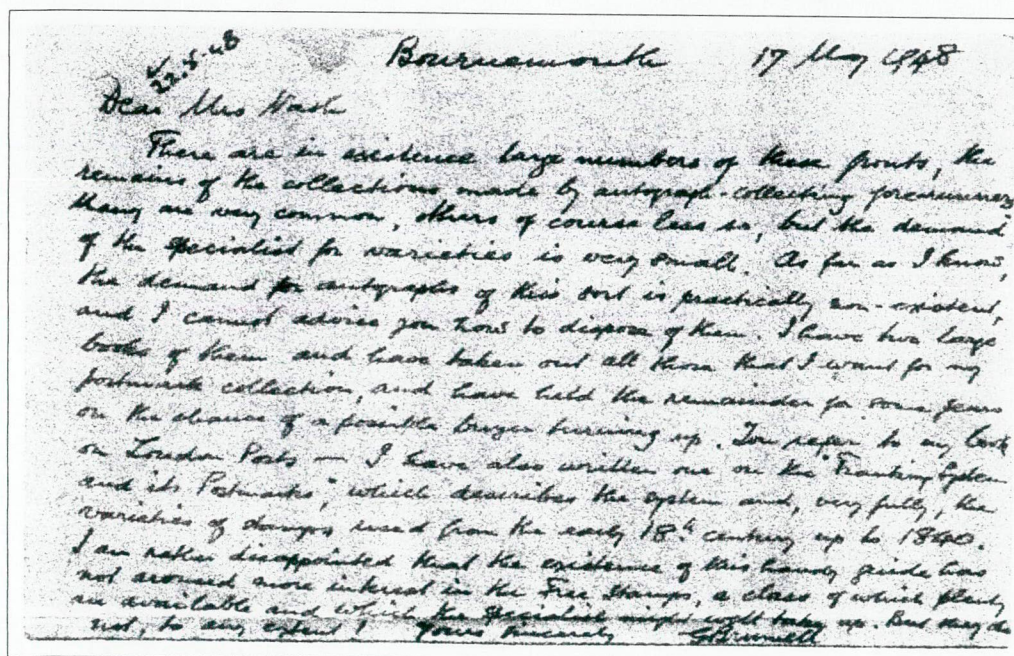 22.5.48
Bournemouth 17 May 1948
Dear Mrs Nash
There are in existence large numbers of these fronts, the
remains of the collections made by autograph-collecting forerunners
Many are very common, others of course less so, but the demand
of the specialist for varieties is very small. As far as I know,
the demand for autographs of this sort is practically non-existent,
and I cannot advise you how to dispose of them. I have two large
books of them and have taken out all those that I want for my
postmark collection, and have held the remainder for some years
on the chance of a possible buyer turning up. You refer to my book
on London Posts — I have also written one on the "Franking System
and its Postmarks", which describes the system and, very fully, the
varieties of stamps used from the early 18th century up to 1840.
I am rather disappointed that the existence of this handy guide has
not aroused more interest in the Free Stamps, a class of which plenty
are available and which the specialist might well take up. But they do
not, to any extent! Yours sincerely GBrumell